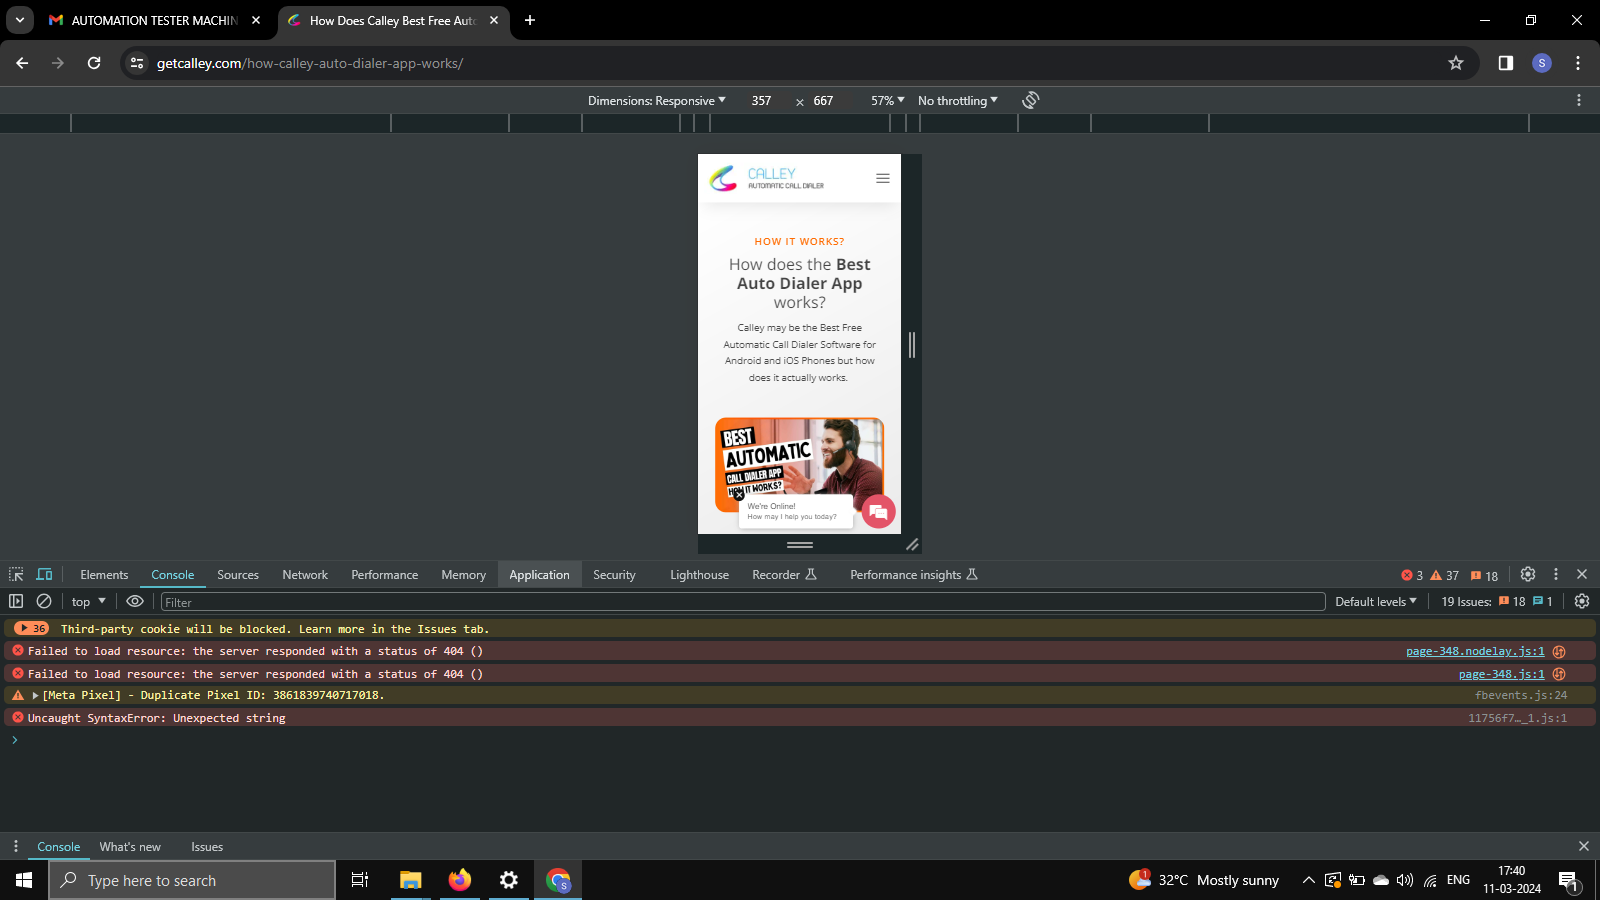 AUTOMATION TESTER MACHIN
How Does Calley Best Free Auto
getcalley.com/how-calley-auto-dialer-app-works/
S
Dimensions: Responsive 357 × 667 57% No throttling
CALLEY
AUTOMATIC CALL DIALER
HOW IT WORKS?
How does the Best
Auto Dialer App
works?
Calley may be the Best Free
Automatic Call Dialer Software for
Android and iOS Phones but how
does it actually works.
BEST
AUTOMATIC
CALL DIALER APP
HOW IT WORKS?
We're Online!
How may I help you today?
Elements Console Sources Network Performance Memory Application Security Lighthouse Recorder Performance insights 3 37 18
top Filter Default levels 19 Issues: 18 1
36 Third-party cookie will be blocked. Learn more in the Issues tab.
Failed to load resource: the server responded with a status of 404 () page-348.nodelay.js:1
Failed to load resource: the server responded with a status of 404 () page-348.js:1
[Meta Pixel] - Duplicate Pixel ID: 3861839740717018. fbevents.js:24
Uncaught SyntaxError: Unexpected string 11756f7…_1.js:1
Console What's new Issues
Type here to search
S
1
32°C Mostly sunny
ENG
17:40
11-03-2024
1